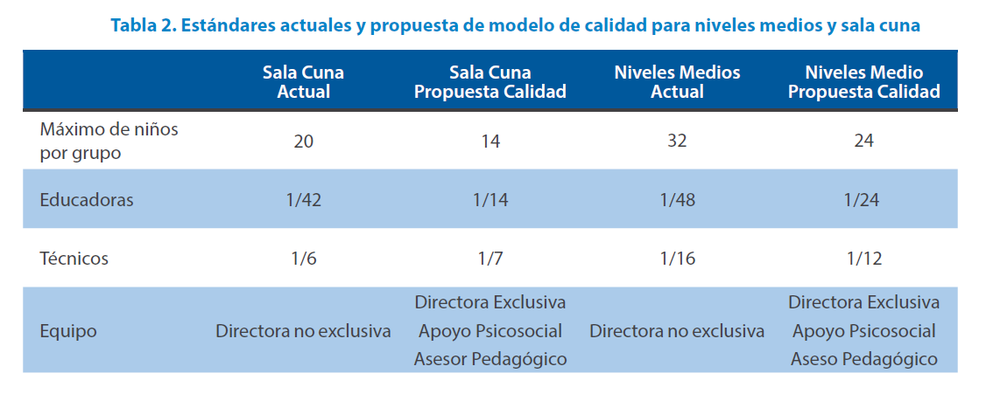 Tabla 2. Estándares actuales y propuesta de modelo de calidad para niveles medios y sala cuna
Sala Cuna Actual
Sala Cuna Propuesta Calidad
Niveles Medios Actual
Niveles Medio Propuesta Calidad
Máximo de niños por grupo
20
14
32
24
Educadoras
1/42
1/14
1/48
1/24
Técnicos
1/6
1/7
1/16
1/12
Equipo
Directora no exclusiva
Directora Exclusiva
Apoyo Psicosocial
Asesor Pedagógico
Directora no exclusiva
Directora Exclusiva
Apoyo Psicosocial
Aseso Pedagógico